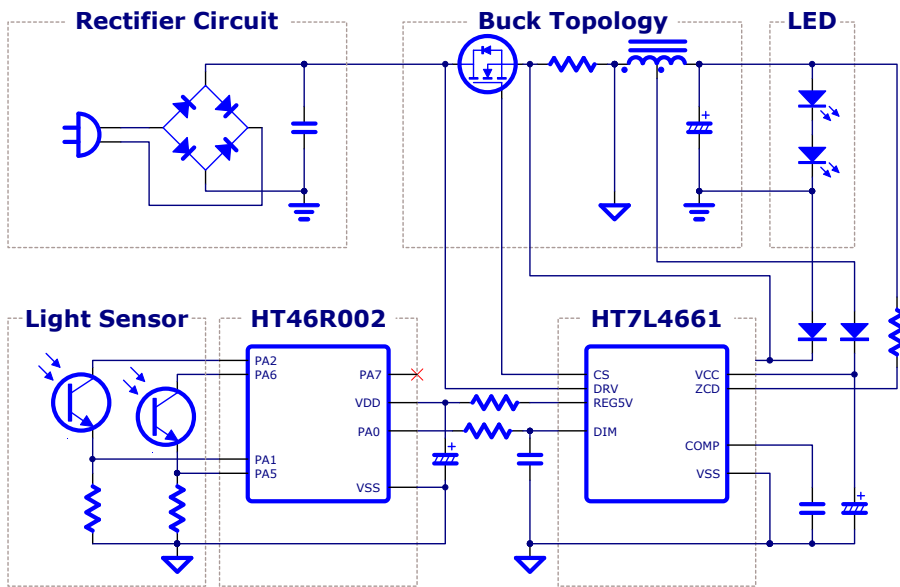 Rectifier Circuit
Buck Topology
LED
+
Light Sensor
HT46R002
HT7L4661
PA2
PA6
PA7
VDD
PA0
PA1
PA5
VSS
+
CS
DRV
REG5V
DIM
VCC
ZCD
COMP
VSS
+